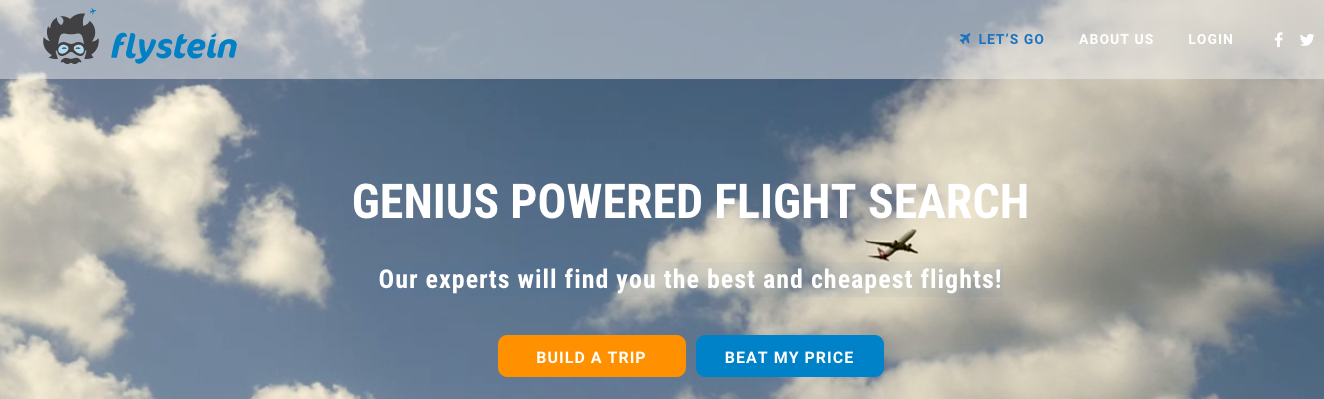 flystein
LET'S GO
ABOUT US
LOGIN
GENIUS POWERED FLIGHT SEARCH
Our experts will find you the best and cheapest flights!
BUILD A TRIP
BEAT MY PRICE